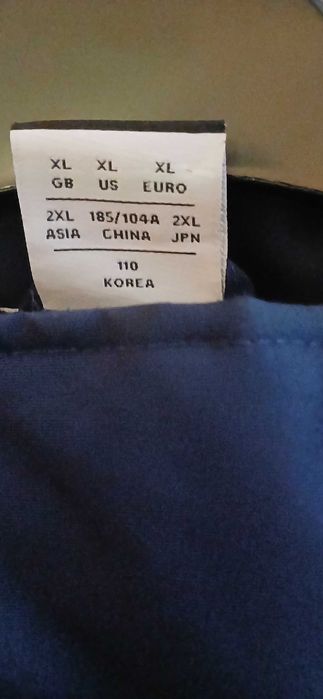 XL XL XL
GB US EURO
2XL 185/104A 2XL
ASIA CHINA JPN
110
KOREA